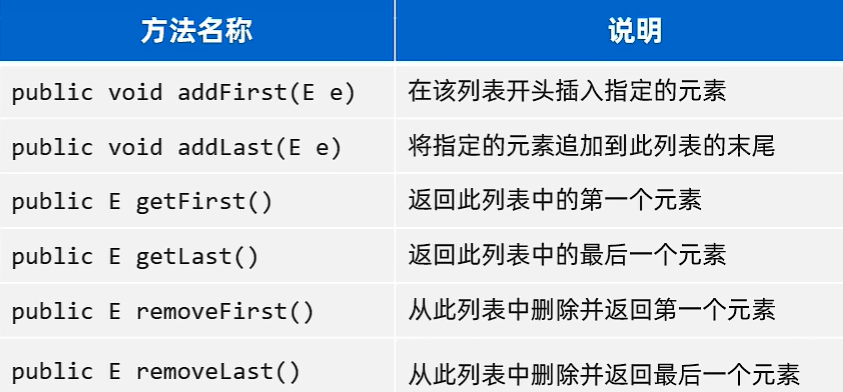 方法名称 说明
public void addFirst(E e) 在该列表开头插入指定的元素
public void addLast(E e) 将指定的元素追加到此列表的末尾
public E getFirst() 返回此列表中的第一个元素
public E getLast() 返回此列表中的最后一个元素
public E removeFirst() 从此列表中删除并返回第一个元素
public E removeLast() 从此列表中删除并返回最后一个元素